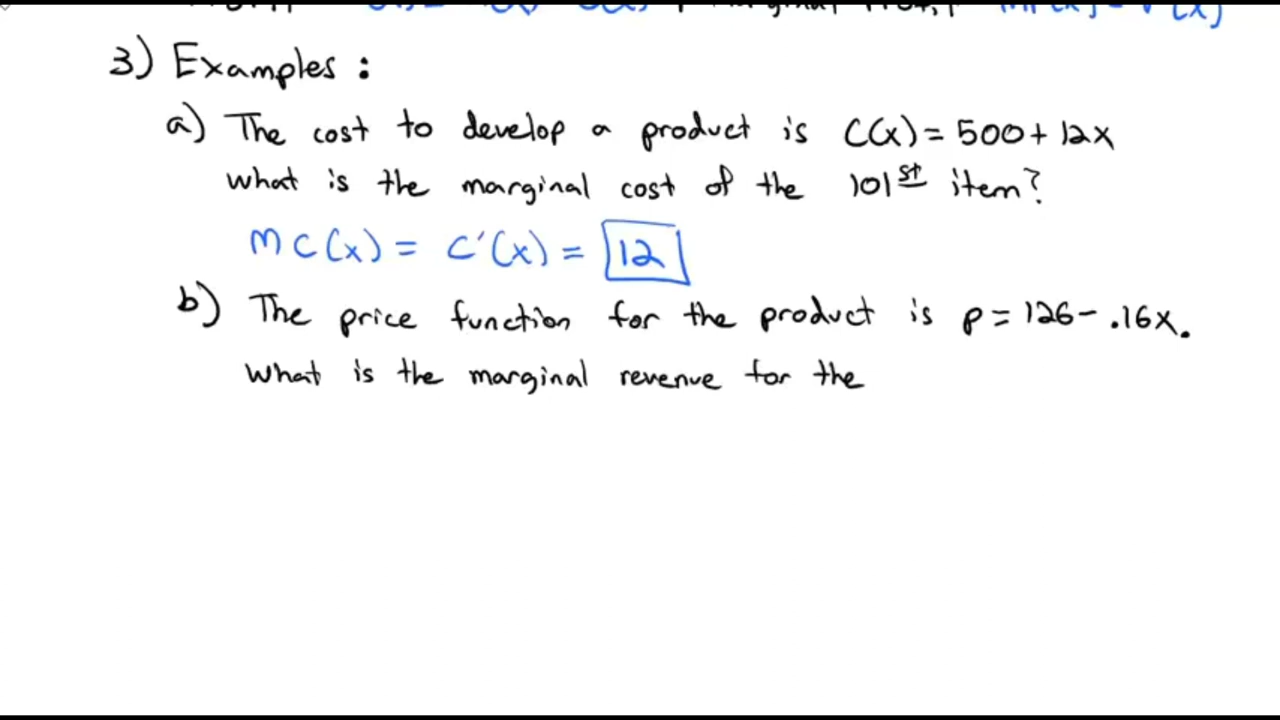 3) Examples :
a) The cost to develop a product is C(x) = 500 + 12x
what is the marginal cost of the 101st item?
MC(x) = C'(x) = 12
b) The price function for the product is p = 126 - .16x.
What is the marginal revenue for the